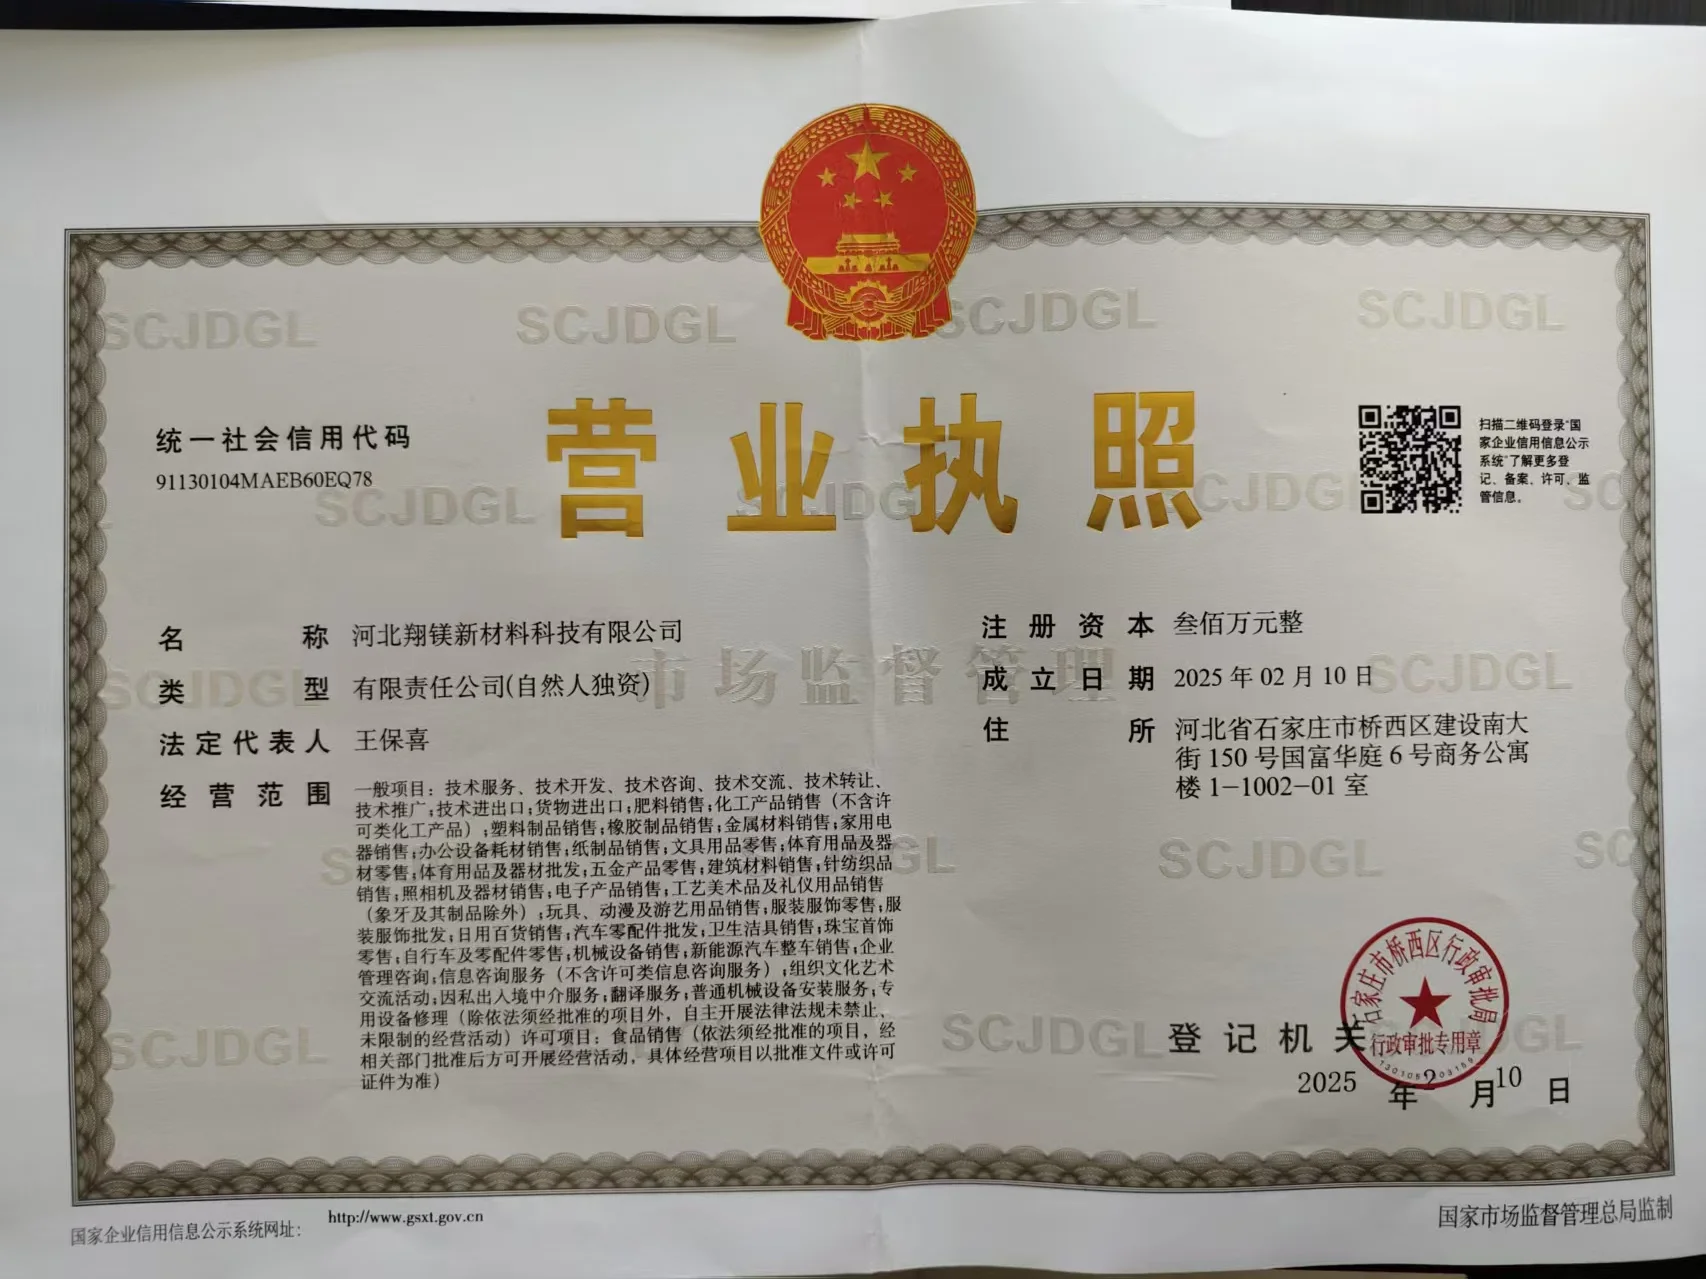 营业执照
统一社会信用代码
91130104MAEB60EQ78
扫描二维码登录"国
家企业信用信息公示
系统"了解更多登
记、备案、许可、监
管信息。
名称 河北翔镁新材料科技有限公司
类型 有限责任公司(自然人独资)
法定代表人 王保喜
经营范围 一般项目：技术服务、技术开发、技术咨询、技术交流、技术转让、
技术推广;技术进出口;货物进出口;肥料销售;化工产品销售（不含许
可类化工产品）;塑料制品销售;橡胶制品销售;金属材料销售;家用电
器销售;办公设备耗材销售;纸制品销售;文具用品零售;体育用品及器
材零售;体育用品及器材批发;五金产品零售;建筑材料销售;针纺织品
销售;照相机及器材销售;电子产品销售;工艺美术品及礼仪用品销售
（象牙及其制品除外）;玩具、动漫及游艺用品销售;服装服饰零售;服
装服饰批发;日用百货销售;汽车零配件批发;卫生洁具销售;珠宝首饰
零售;自行车及零配件零售;机械设备销售;新能源汽车整车销售;企业
管理咨询;信息咨询服务（不含许可类信息咨询服务）;组织文化艺术
交流活动;因私出入境中介服务;翻译服务;普通机械设备安装服务;专
用设备修理（除依法须经批准的项目外，自主开展法律法规未禁止、
未限制的经营活动）许可项目：食品销售（依法须经批准的项目，经
相关部门批准后方可开展经营活动，具体经营项目以批准文件或许可
证件为准）
注册资本 叁佰万元整
成立日期 2025年02月10日
住所 河北省石家庄市桥西区建设南大
街150号国富华庭6号商务公寓
楼1-1002-01室
市场监督管理
SCJDGL
SCJDGL
SCJDGL
SCJDGL
SCJDGL
SCJDGL
SCJDGL
SCJDGL
SCJDGL
SCJDGL
SCJDGL
SCJDGL
登记机关
石家庄市桥西区行政审批局
行政审批专用章
2025年2月10日
国家企业信用信息公示系统网址：
http://www.gsxt.gov.cn
国家市场监督管理总局监制